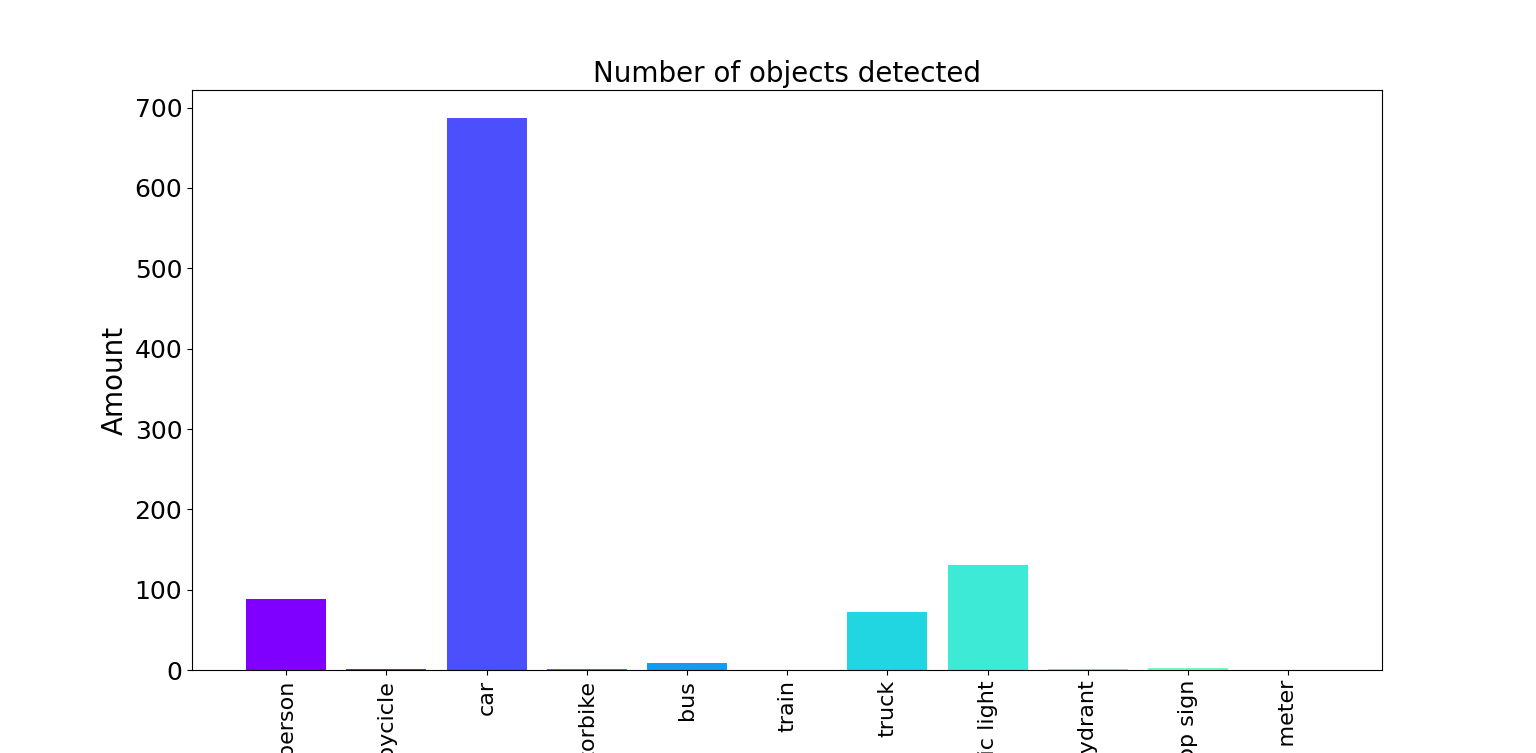 Number of objects detected
Amount
700
600
500
400
300
200
100
0
person
bycicle
car
orbike
bus
train
truck
ic light
ydrant
op sign
meter